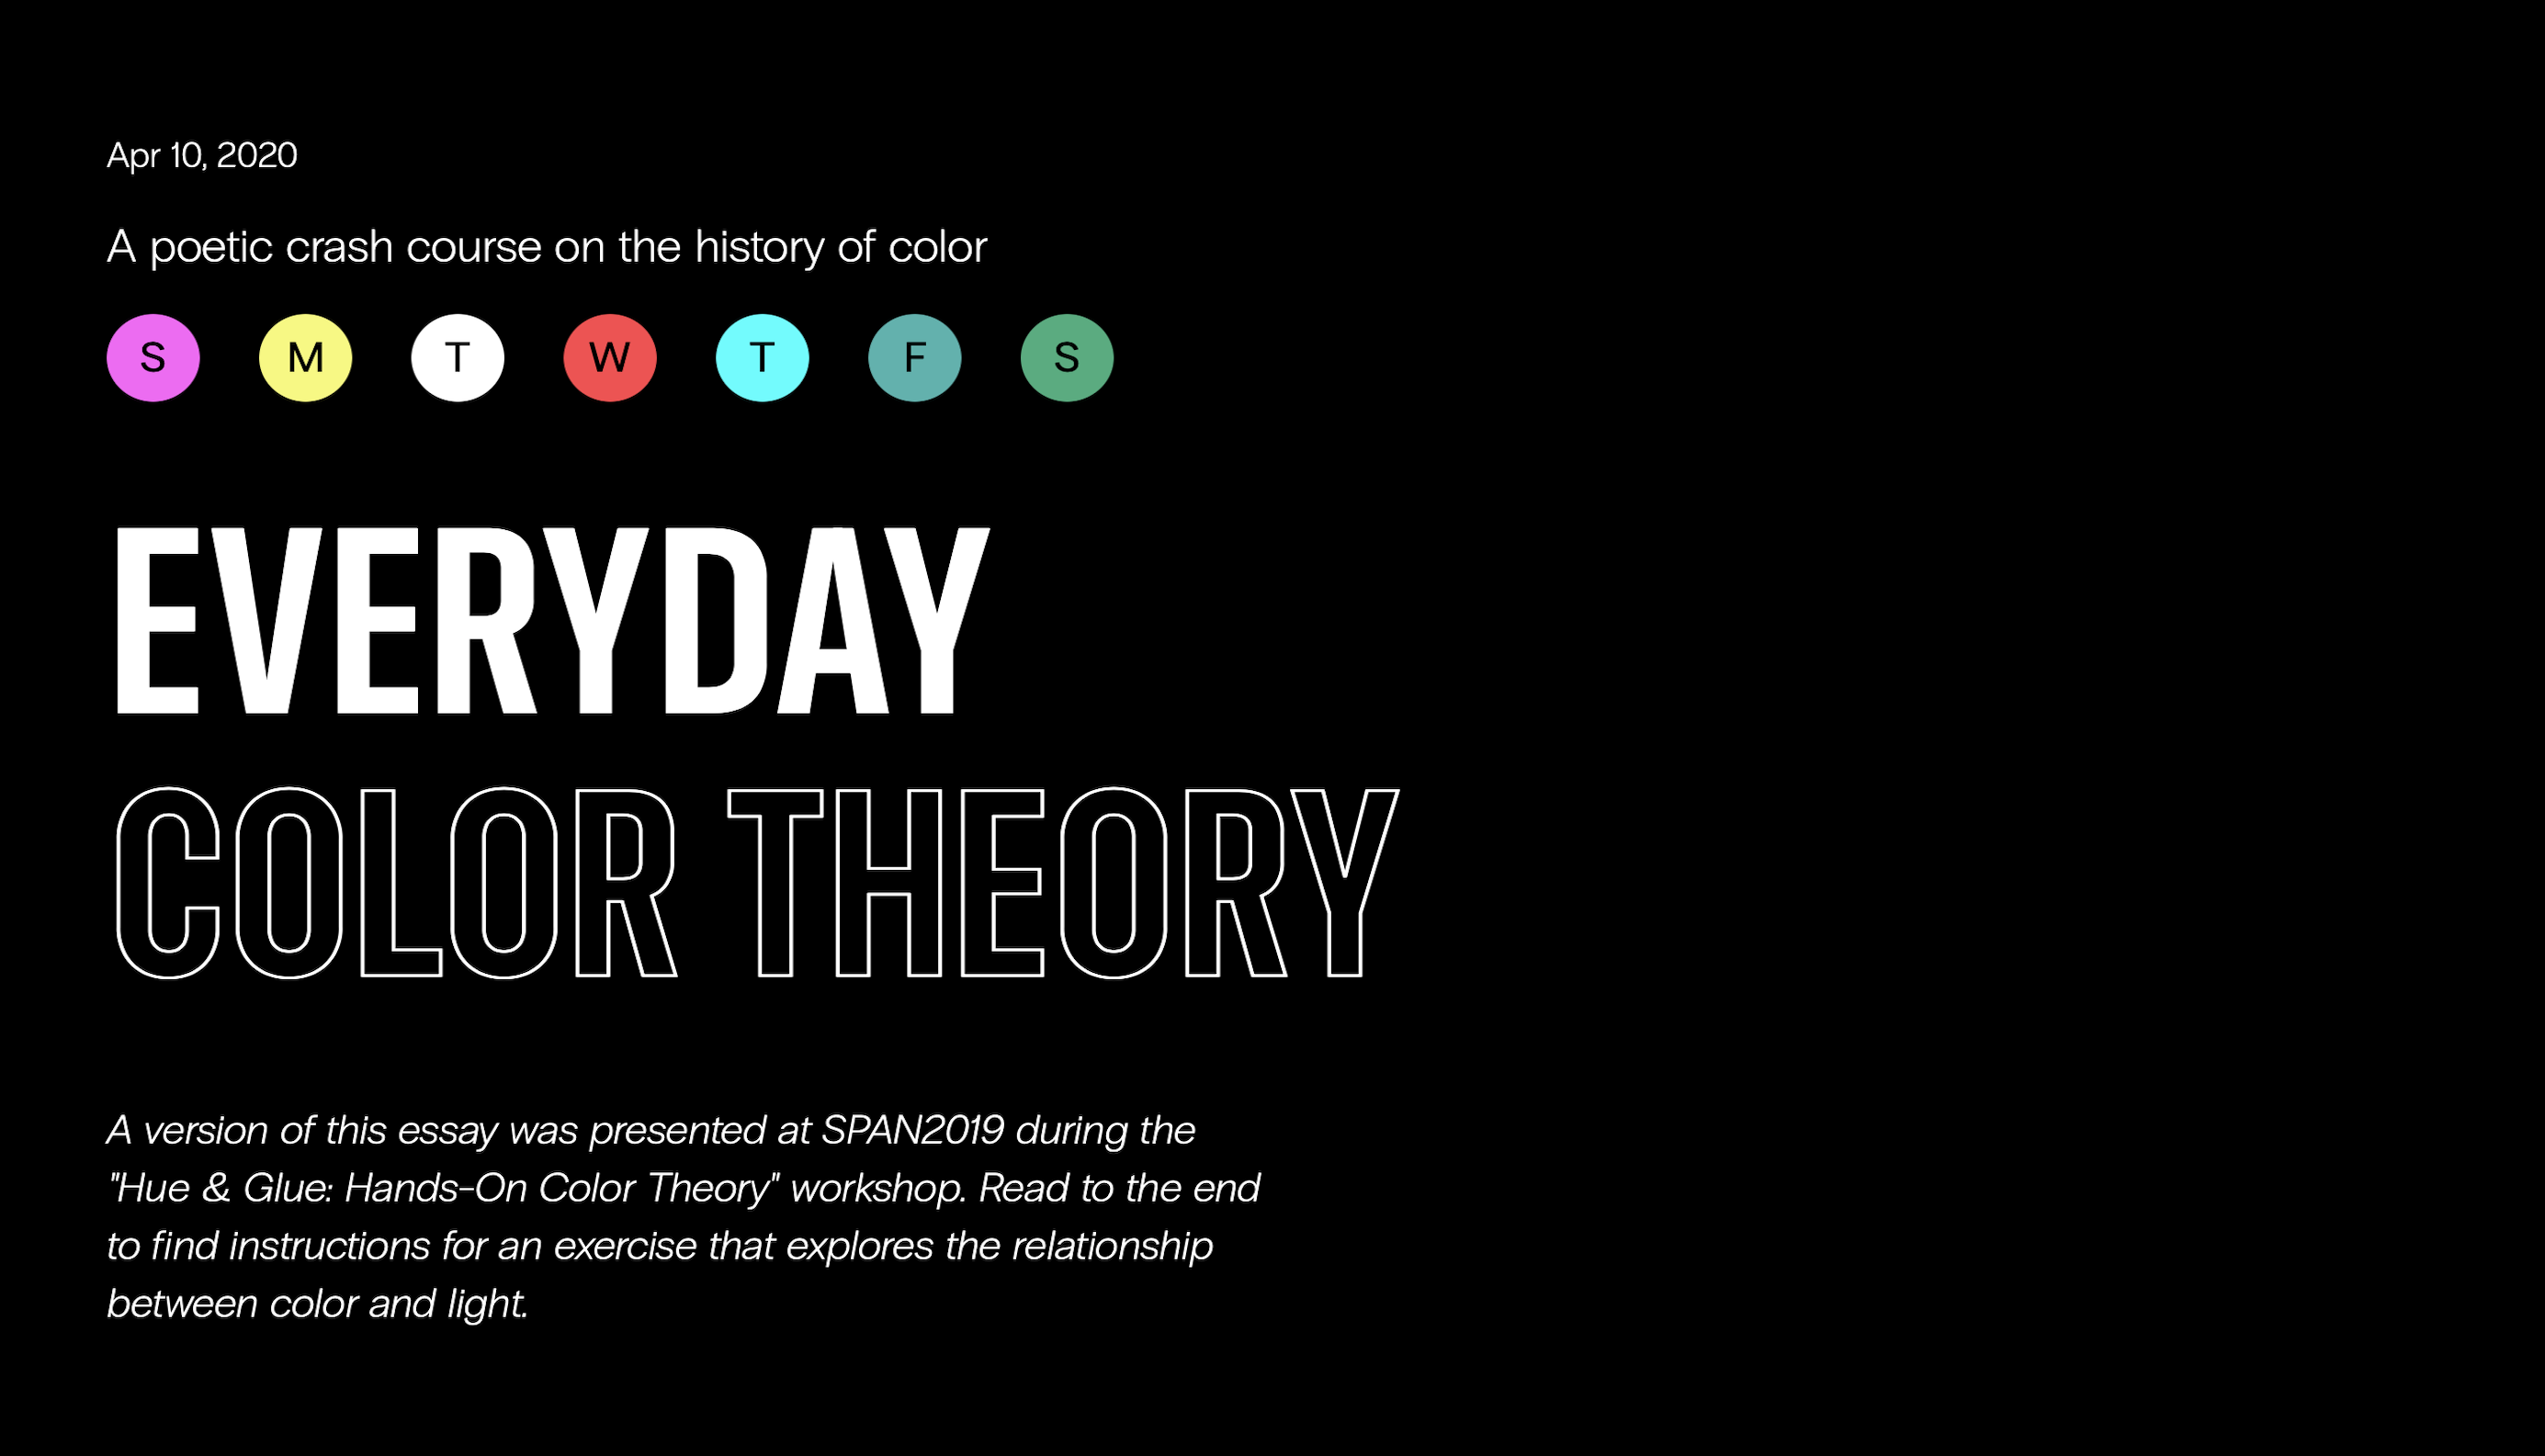 Apr 10, 2020
A poetic crash course on the history of color
S M T W T F S
EVERYDAY
COLOR THEORY
A version of this essay was presented at SPAN2019 during the
"Hue & Glue: Hands-On Color Theory" workshop. Read to the end
to find instructions for an exercise that explores the relationship
between color and light.